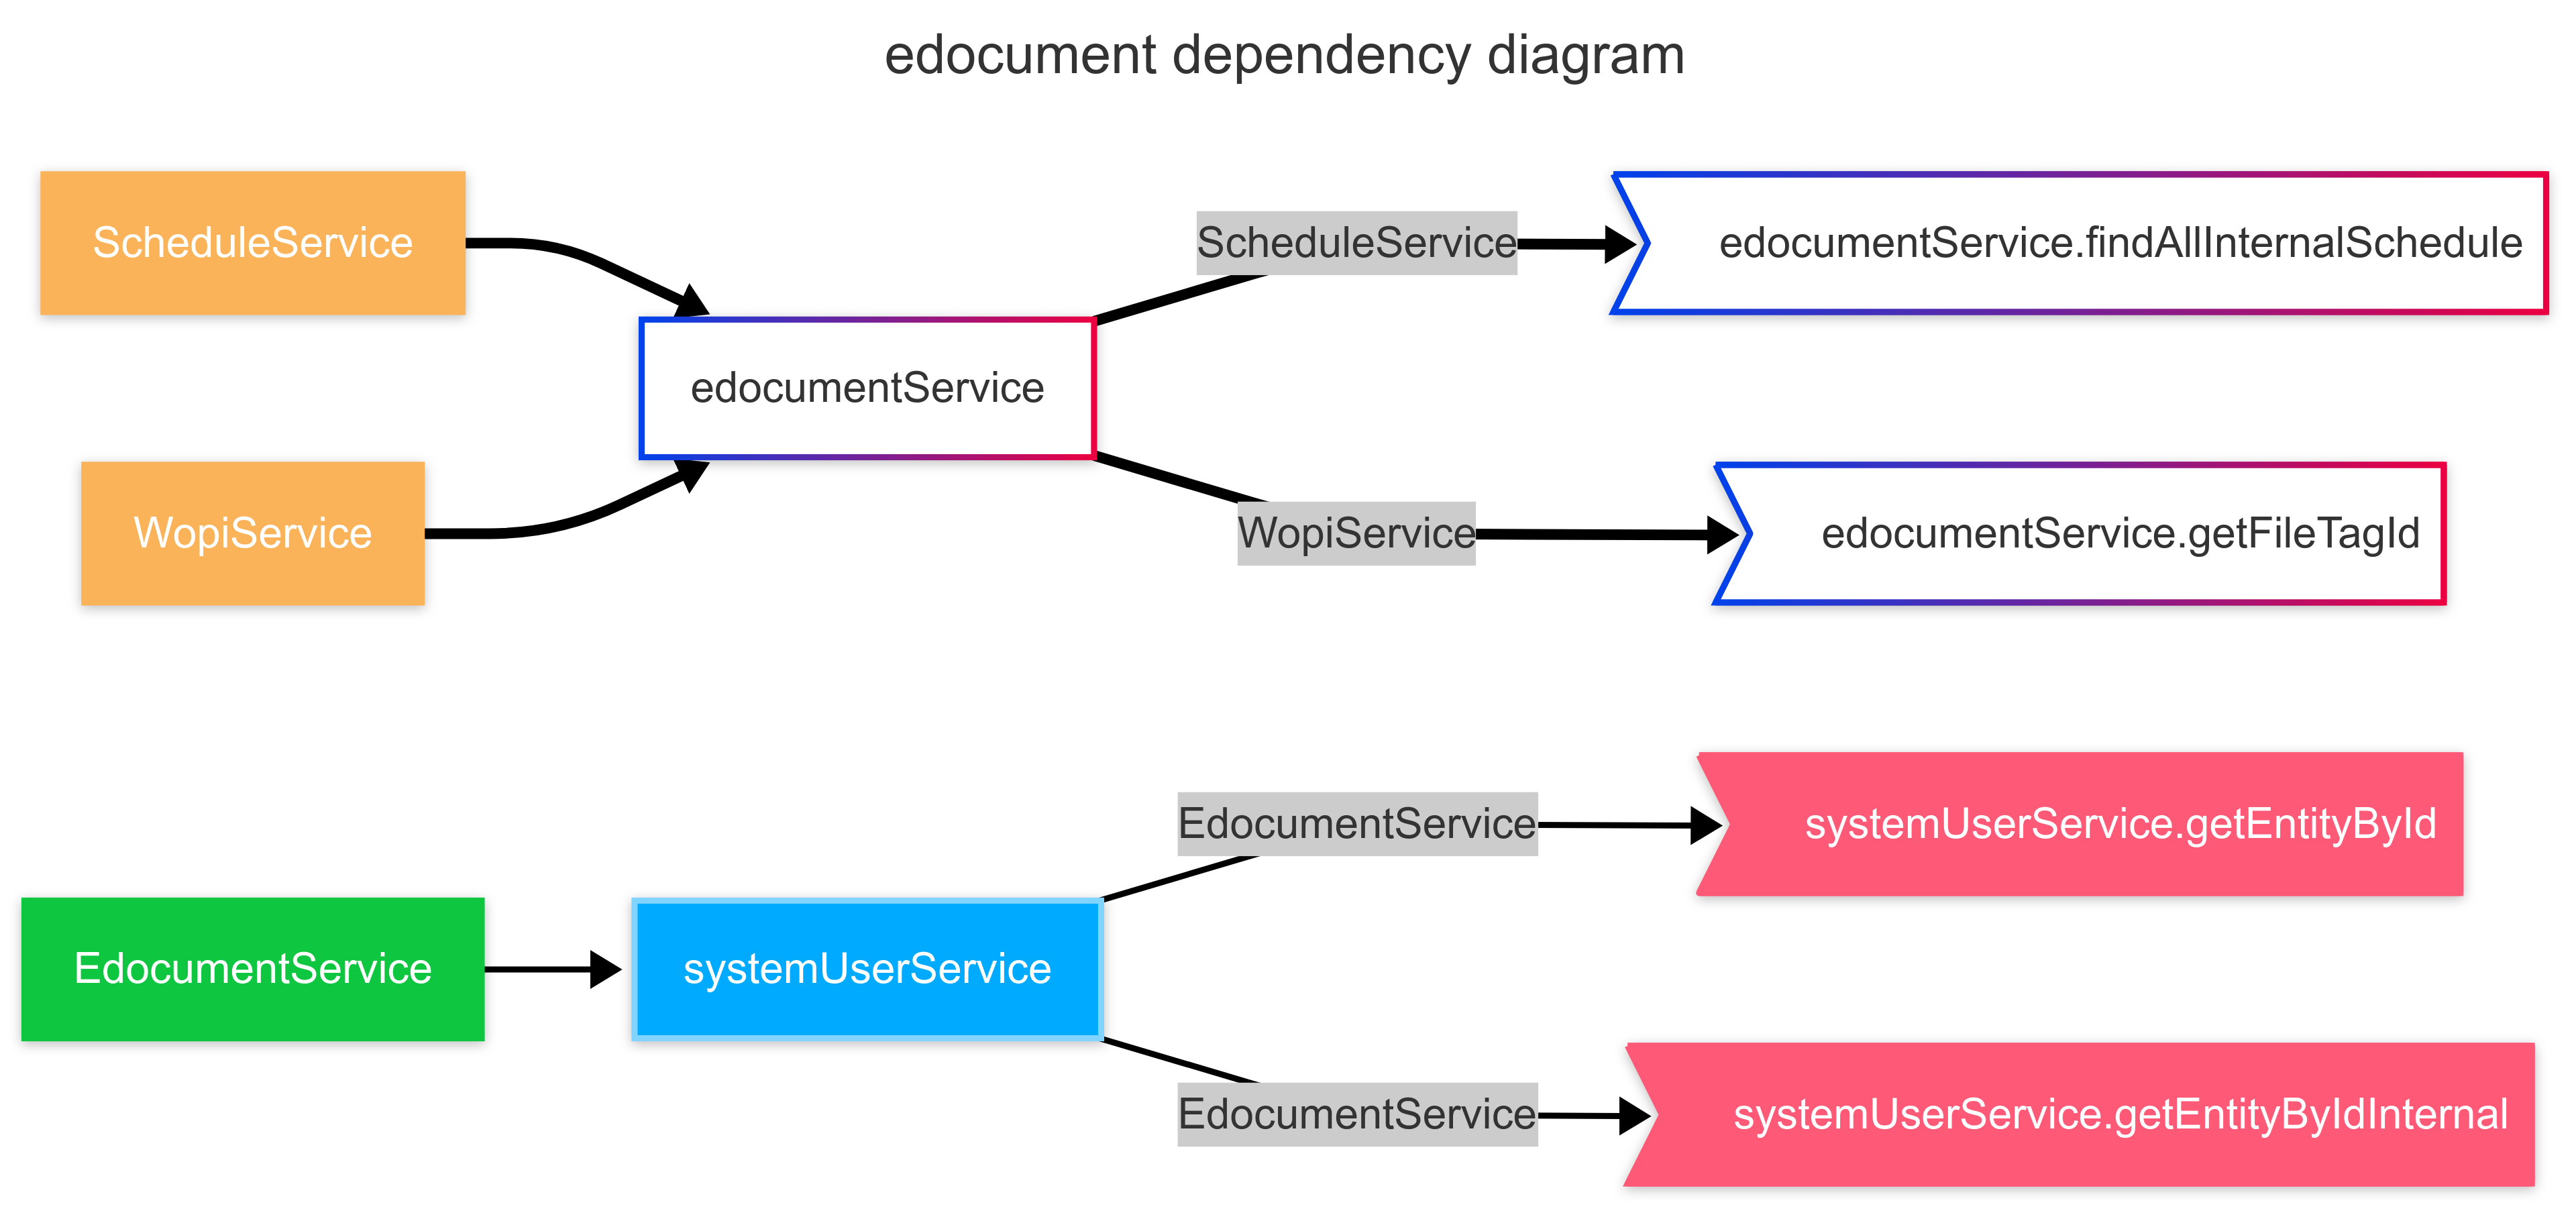 edocument dependency diagram
ScheduleService
ScheduleService
edocumentService.findAllInternalSchedule
edocumentService
WopiService
WopiService
edocumentService.getFileTagId
EdocumentService
systemUserService.getEntityById
EdocumentService
systemUserService
EdocumentService
systemUserService.getEntityByIdInternal